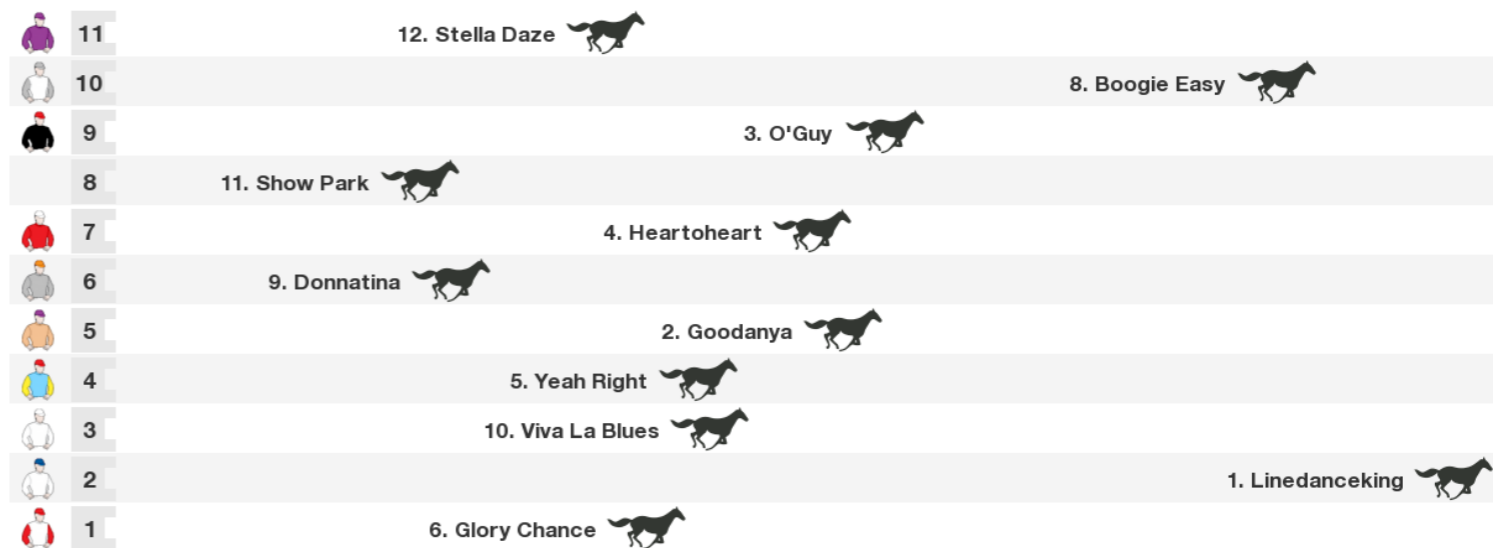 11 12. Stella Daze
10 8. Boogie Easy
9 3. O'Guy
8 11. Show Park
7 4. Heartoheart
6 9. Donnatina
5 2. Goodanya
4 5. Yeah Right
3 10. Viva La Blues
2 1. Linedanceking
1 6. Glory Chance